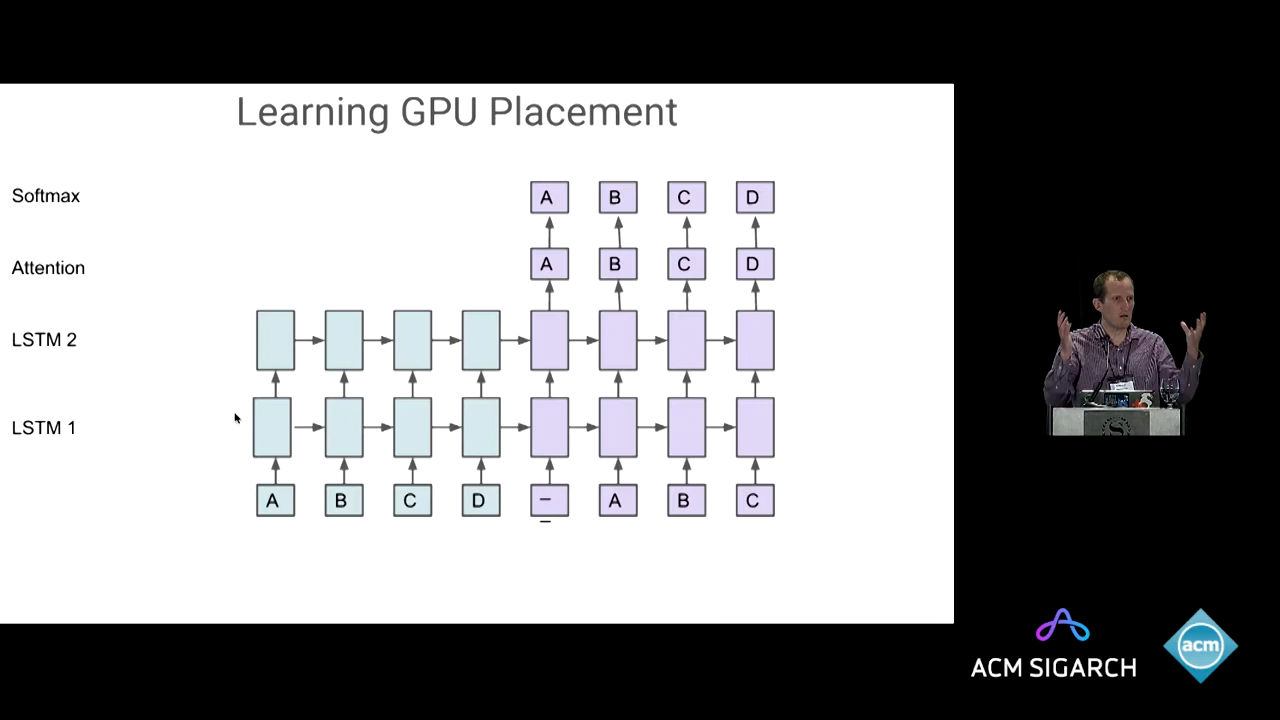 Learning GPU Placement
Softmax
A B C D
Attention
A B C D
LSTM 2
LSTM 1
A B C D – A B C
–
ACM SIGARCH
acm